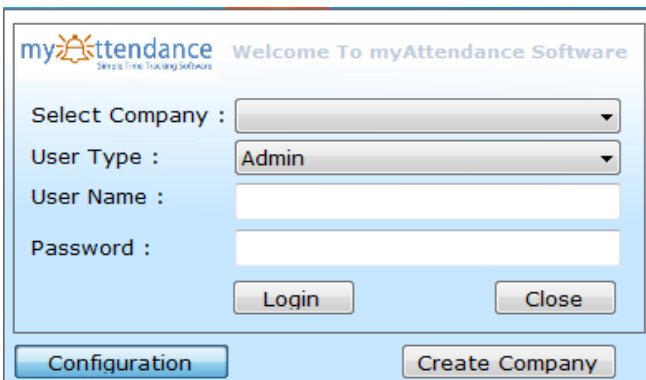 myAttendance Welcome To myAttendance Software
Simple Time Tracking Software
Select Company :
User Type : Admin
User Name :
Password :
Login Close
Configuration Create Company